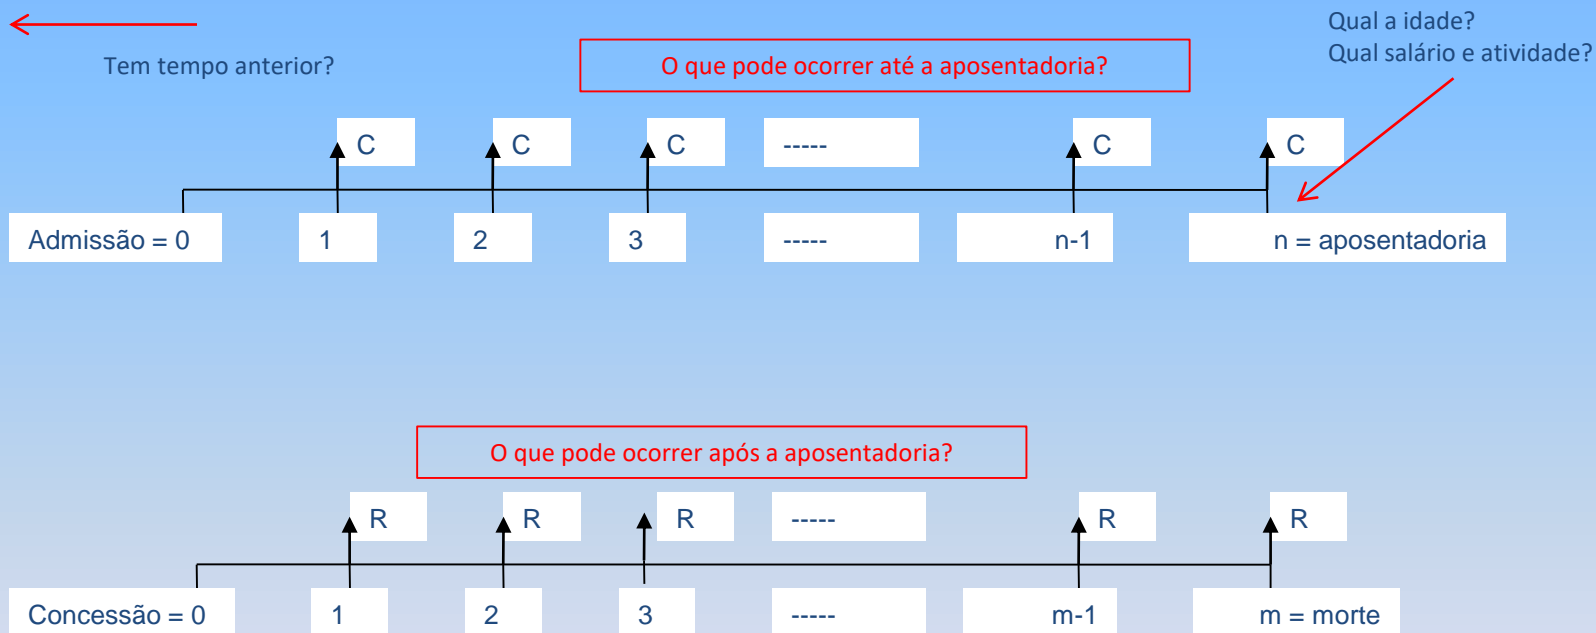 Qual a idade?
Qual salário e atividade?
Tem tempo anterior?
O que pode ocorrer até a aposentadoria?
C C C ----- C C
Admissão = 0 1 2 3 ----- n-1 n = aposentadoria
O que pode ocorrer após a aposentadoria?
R R R ----- R R
Concessão = 0 1 2 3 ----- m-1 m = morte